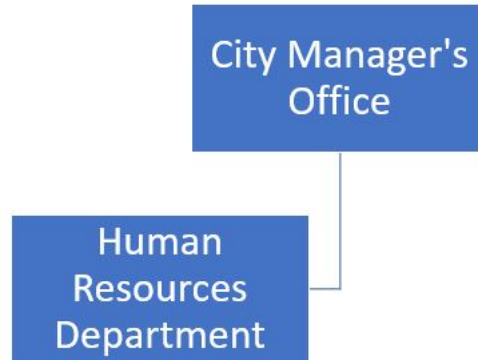 City Manager's
Office
Human
Resources
Department